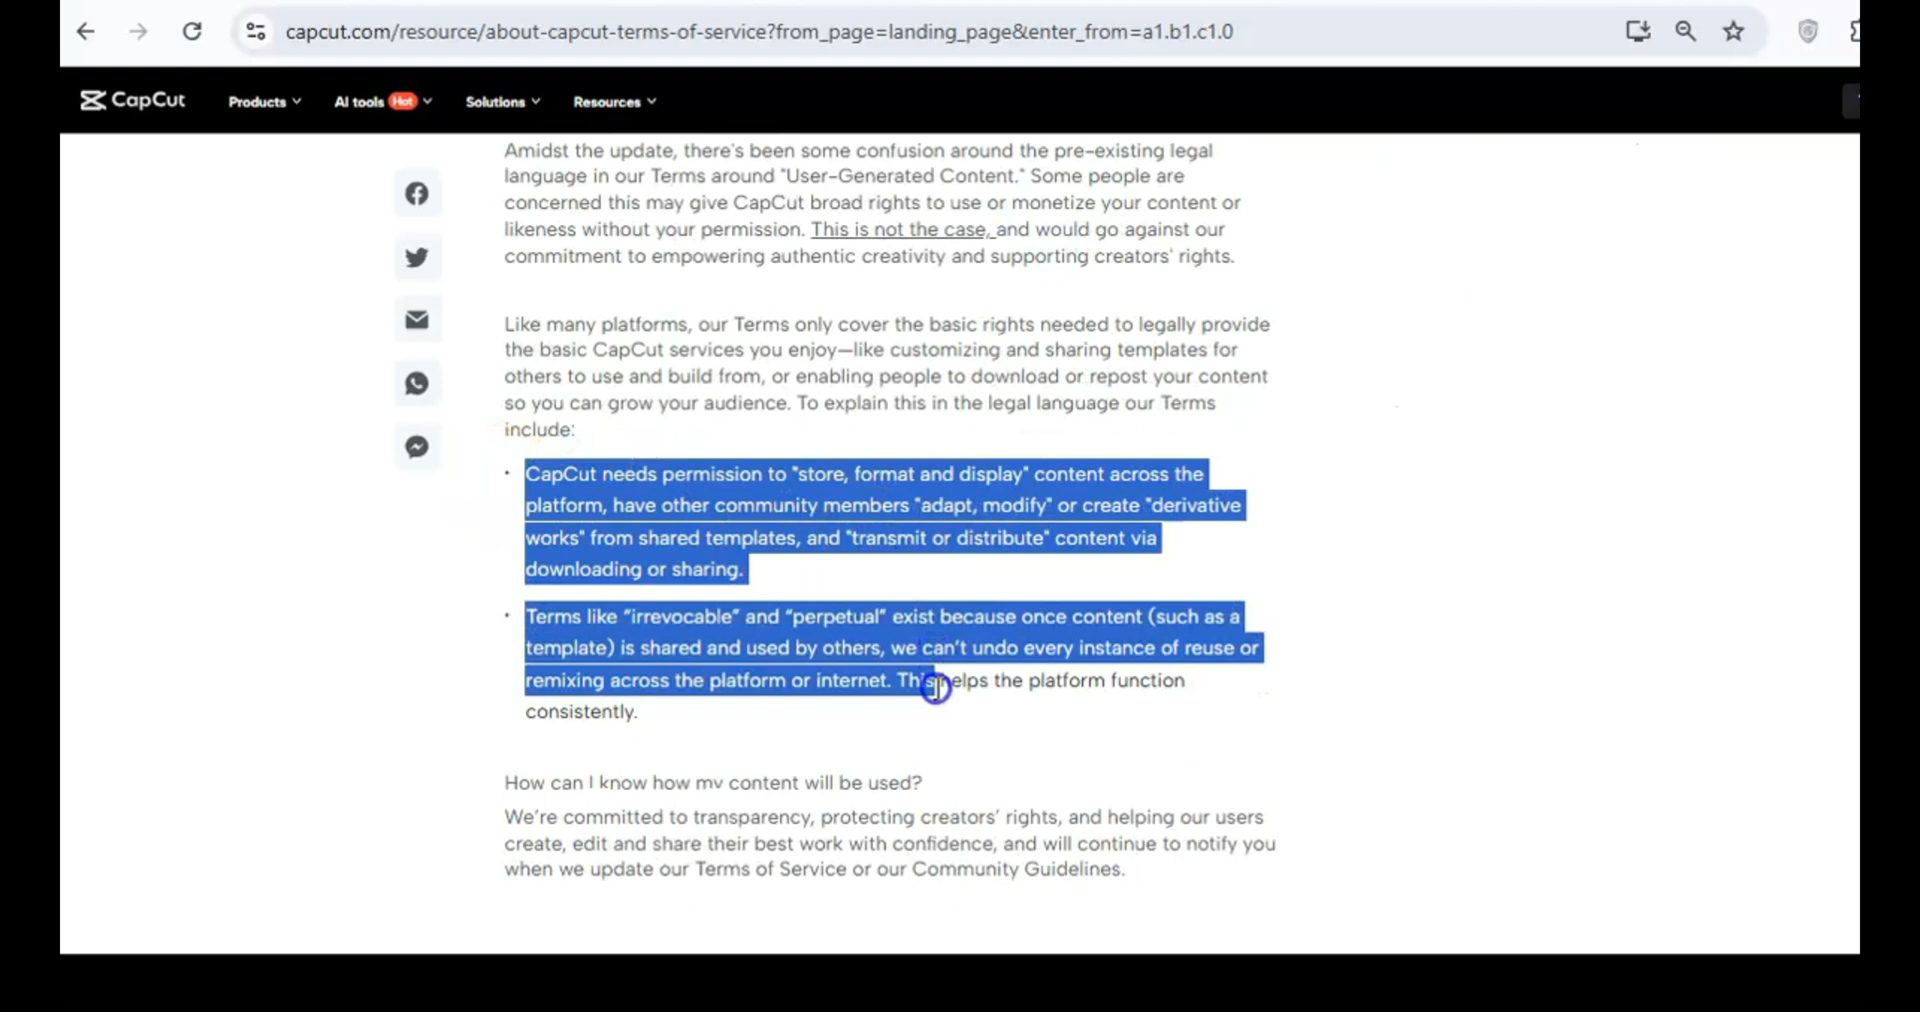 capcut.com/resource/about-capcut-terms-of-service?from_page=landing_page&enter_from=a1.b1.c1.0
CapCut Products AI tools Hot Solutions Resources
Amidst the update, there's been some confusion around the pre-existing legal
language in our Terms around "User-Generated Content." Some people are
concerned this may give CapCut broad rights to use or monetize your content or
likeness without your permission. This is not the case, and would go against our
commitment to empowering authentic creativity and supporting creators' rights.
Like many platforms, our Terms only cover the basic rights needed to legally provide
the basic CapCut services you enjoy—like customizing and sharing templates for
others to use and build from, or enabling people to download or repost your content
so you can grow your audience. To explain this in the legal language our Terms
include:
· CapCut needs permission to "store, format and display" content across the
platform, have other community members "adapt, modify" or create "derivative
works" from shared templates, and "transmit or distribute" content via
downloading or sharing.
· Terms like “irrevocable” and “perpetual” exist because once content (such as a
template) is shared and used by others, we can’t undo every instance of reuse or
remixing across the platform or internet. This helps the platform function
consistently.
How can I know how my content will be used?
We’re committed to transparency, protecting creators’ rights, and helping our users
create, edit and share their best work with confidence, and will continue to notify you
when we update our Terms of Service or our Community Guidelines.